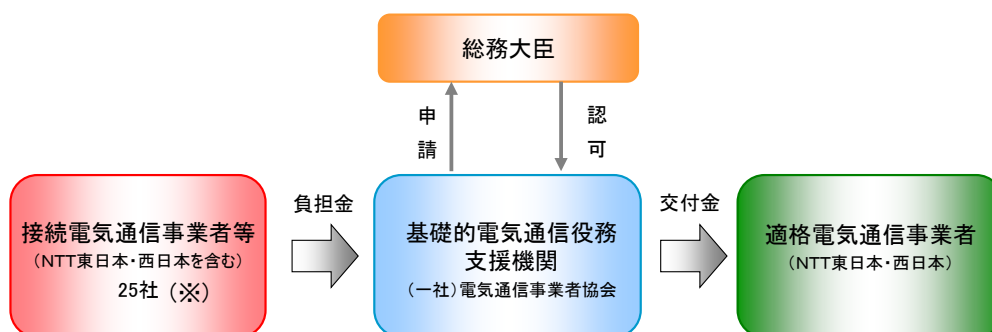 総務大臣
申請
認可
接続電気通信事業者等
（NTT東日本・西日本を含む）
25社（※）
負担金
基礎的電気通信役務
支援機関
（一社）電気通信事業者協会
交付金
適格電気通信事業者
（NTT東日本・西日本）